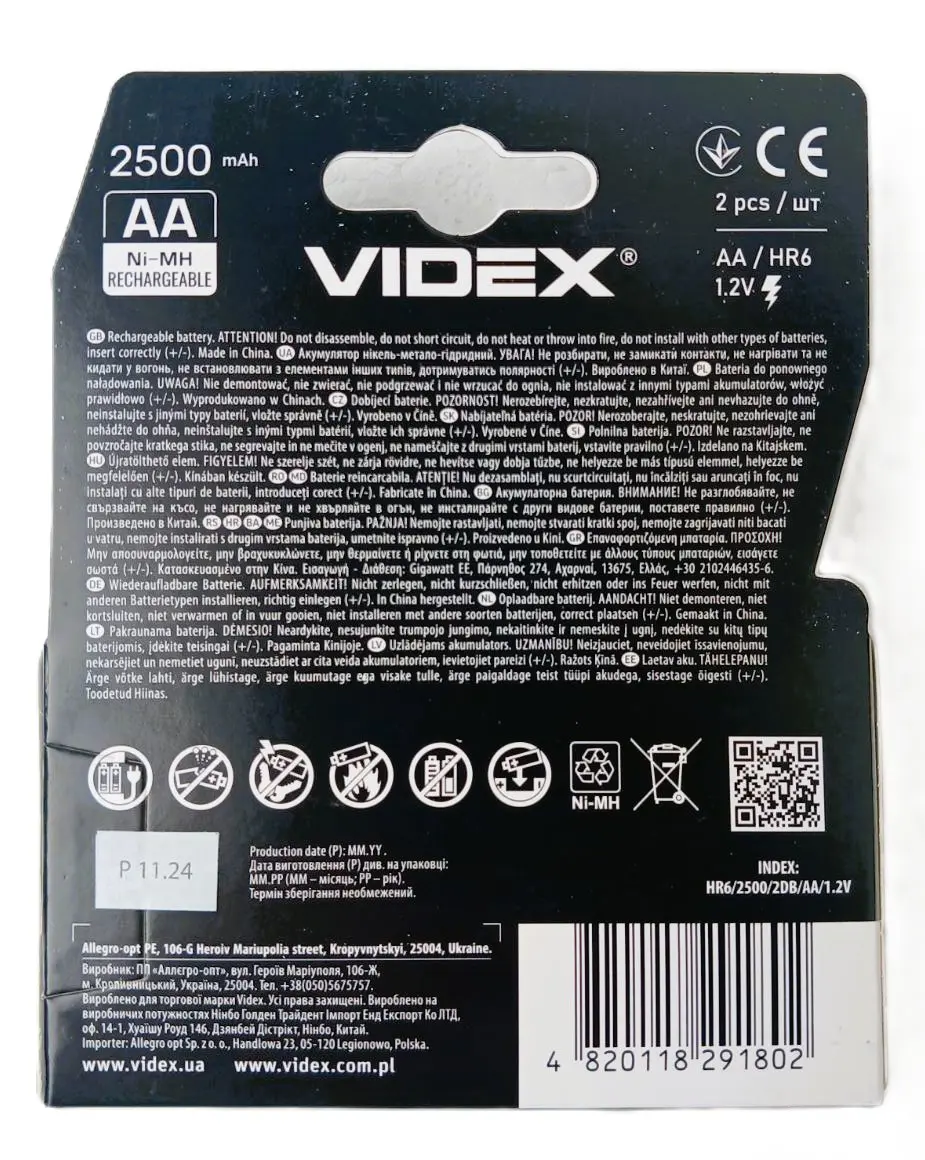 2500 mAh
AA
Ni-MH
RECHARGEABLE
VIDEX®
CE
2 pcs / шт
AA / HR6
1.2V
GB Rechargeable battery. ATTENTION! Do not disassemble, do not short circuit, do not heat or throw into fire, do not install with other types of batteries,
insert correctly (+/-). Made in China. UA Акумулятор нікель-метало-гідридний. УВАГА! Не розбирати, не замикати контакти, не нагрівати та не
кидати у вогонь, не встановлювати з елементами інших типів, дотримуватись полярності (+/-). Вироблено в Китаї. PL Bateria do ponownego
naładowania. UWAGA! Nie demontować, nie zwierać, nie podgrzewać i nie wrzucać do ognia, nie instalować z innymi typami akumulatorów, włożyć
prawidłowo (+/-). Wyprodukowano w Chinach. CZ Dobíjecí baterie. POZORNOST! Nerozebírejte, nezkratujte, nezahřívejte ani nevhazujte do ohně,
neinstalujte s jinými typy baterií, vložte správně (+/-). Vyrobeno v Číně. SK Nabíjateľná batéria. POZOR! Nerozoberajte, neskratujte, nezohrievajte ani
nehádžte do ohňa, neinštalujte s inými typmi batérií, vložte ich správne (+/-). Vyrobené v Číne. SI Polnilna baterija. POZOR! Ne razstavljajte, ne
povzročajte kratkega stika, ne segrevajte in ne mečite v ogenj, ne nameščajte z drugimi vrstami baterij, vstavite pravilno (+/-). Izdelano na Kitajskem.
HU Újratölthető elem. FIGYELEM! Ne szerelje szét, ne zárja rövidre, ne hevítse vagy dobja tűzbe, ne helyezze be más típusú elemmel, helyezze be
megfelelően (+/-). Kínában készült. RO MD Baterie reincarcabila. ATENȚIE! Nu dezasamblați, nu scurtcircuitați, nu încălziți sau aruncați în foc, nu
instalați cu alte tipuri de baterii, introduceți corect (+/-). Fabricate în China. BG Акумулаторна батерия. ВНИМАНИЕ! Не разглобявайте, не
свързвайте на късо, не нагрявайте и не хвърляйте в огън, не инсталирайте с други видове батерии, поставете правилно (+/-).
Произведено в Китай. RS HR BA ME Punjiva baterija. PAŽNJA! Nemojte rastavljati, nemojte stvarati kratki spoj, nemojte zagrijavati niti bacati
u vatru, nemojte instalirati s drugim vrstama baterija, umetnite ispravno (+/-). Proizvedeno u Kini. GR Επαναφορτιζόμενη μπαταρία. ΠΡΟΣΟΧΗ!
Μην αποσυναρμολογείτε, μην βραχυκυκλώνετε, μην θερμαίνετε ή ρίχνετε στη φωτιά, μην τοποθετείτε με άλλους τύπους μπαταριών, εισάγετε
σωστά (+/-). Κατασκευασμένο στην Κίνα. Εισαγωγή - Διάθεση: Gigawatt EE, Πάρνηθος 274, Αχαρναί, 13675, Ελλάς, +30 2102446435-6.
DE Wiederaufladbare Batterie. AUFMERKSAMKEIT! Nicht zerlegen, nicht kurzschließen, nicht erhitzen oder ins Feuer werfen, nicht mit
anderen Batterietypen installieren, richtig einlegen (+/-). In China hergestellt. NL Oplaadbare batterij. AANDACHT! Niet demonteren, niet
kortsluiten, niet verwarmen of in vuur gooien, niet installeren met andere soorten batterijen, correct plaatsen (+/-). Gemaakt in China.
LT Pakraunama baterija. DĖMESIO! Neardykite, nesujunkite trumpojo jungimo, nekaitinkite ir nemeskite į ugnį, nedėkite su kitų tipų
baterijomis, įdėkite teisingai (+/-). Pagaminta Kinijoje. LV Uzlādējams akumulators. UZMANĪBU! Neizjauciet, neveidojiet issavienojumu,
nekarsējiet un nemetiet uguni, neuzstādiet ar cita veida akumulatoriem, ievietojiet pareizi (+/-). Ražots Ķīnā. EE Laetav aku. TÄHELEPANU!
Ärge võtke lahti, ärge lühistage, ärge kuumutage ega visake tulle, ärge paigaldage teist tüüpi akudega, sisestage õigesti (+/-).
Toodetud Hiinas.
Ni-MH
P 11.24
Production date (P): MM.YY .
Дата виготовлення (P) див. на упаковці:
ММ.РР (ММ – місяць; РР – рік).
Термін зберігання необмежений.
INDEX:
HR6/2500/2DB/AA/1.2V
Allegro-opt PE, 106-G Heroiv Mariupolia street, Kropyvnytskyi, 25004, Ukraine.
Виробник: ПП «Аллєгро-опт», вул. Героїв Маріуполя, 106-Ж,
м. Кропивницький, Україна, 25004. Тел. +38(050)5675757.
Вироблено для торгової марки Videx. Усі права захищені. Вироблено на
виробничих потужностях Нінбо Голден Трайдент Імпорт Енд Експорт Ко ЛТД,
оф. 14-1, Хуаїшу Роуд 146, Дзянбей Дістрікт, Нінбо, Китай.
Importer: Allegro opt Sp. z o. o., Handlowa 23, 05-120 Legionowo, Polska.
www.videx.ua www.videx.com.pl
4 820118 291802